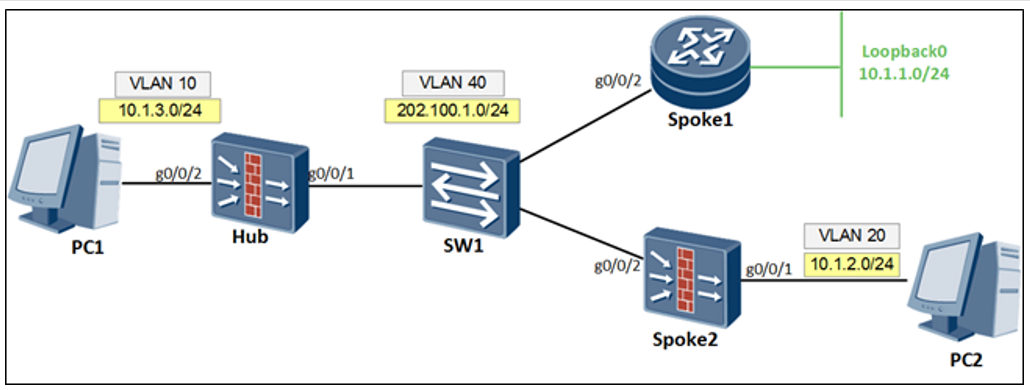 VLAN 10
10.1.3.0/24
PC1
g0/0/2
Hub
g0/0/1
VLAN 40
202.100.1.0/24
SW1
g0/0/2
Spoke1
Loopback0
10.1.1.0/24
g0/0/2
Spoke2
g0/0/1
VLAN 20
10.1.2.0/24
PC2